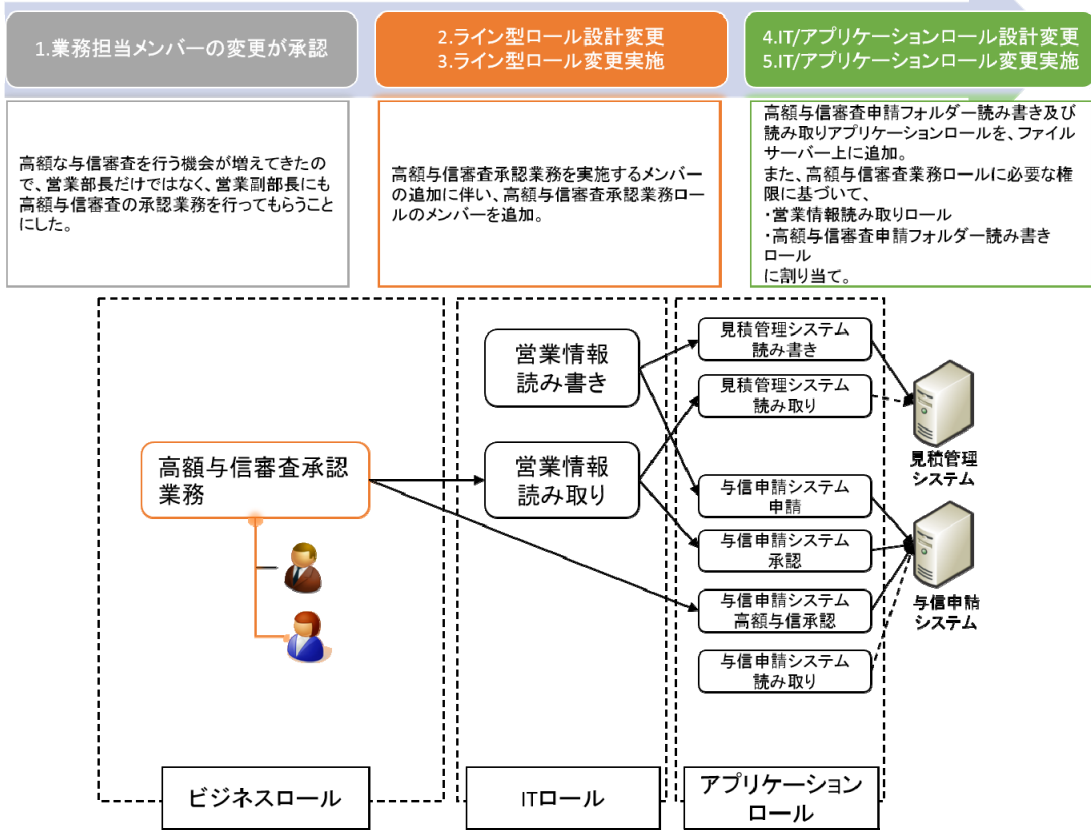 1.業務担当メンバーの変更が承認
2.ライン型ロール設計変更
3.ライン型ロール変更実施
4.IT/アプリケーションロール設計変更
5.IT/アプリケーションロール変更実施
高額な与信審査を行う機会が増えてきたの
で、営業部長だけではなく、営業副部長にも
高額与信審査の承認業務を行ってもらうこと
にした。
高額与信審査承認業務を実施するメンバー
の追加に伴い、高額与信審査承認業務ロー
ルのメンバーを追加。
高額与信審査申請フォルダー読み書き及び
読み取りアプリケーションロールを、ファイル
サーバー上に追加。
また、高額与信審査業務ロールに必要な権
限に基づいて、
・営業情報読み取りロール
・高額与信審査申請フォルダー読み書き
ロール
に割り当て。
高額与信審査承認
業務
営業情報
読み書き
営業情報
読み取り
見積管理システム
読み書き
見積管理システム
読み取り
与信申請システム
申請
与信申請システム
承認
与信申請システム
高額与信承認
与信申請システム
読み取り
見積管理
システム
与信申請
システム
ビジネスロール
ITロール
アプリケーション
ロール